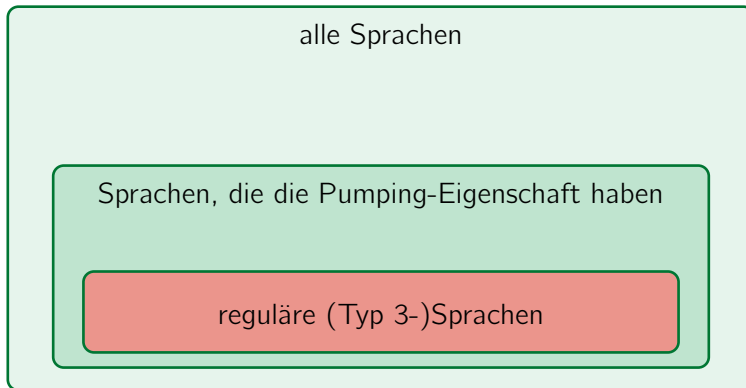 alle Sprachen
Sprachen, die die Pumping-Eigenschaft haben
reguläre (Typ 3-)Sprachen